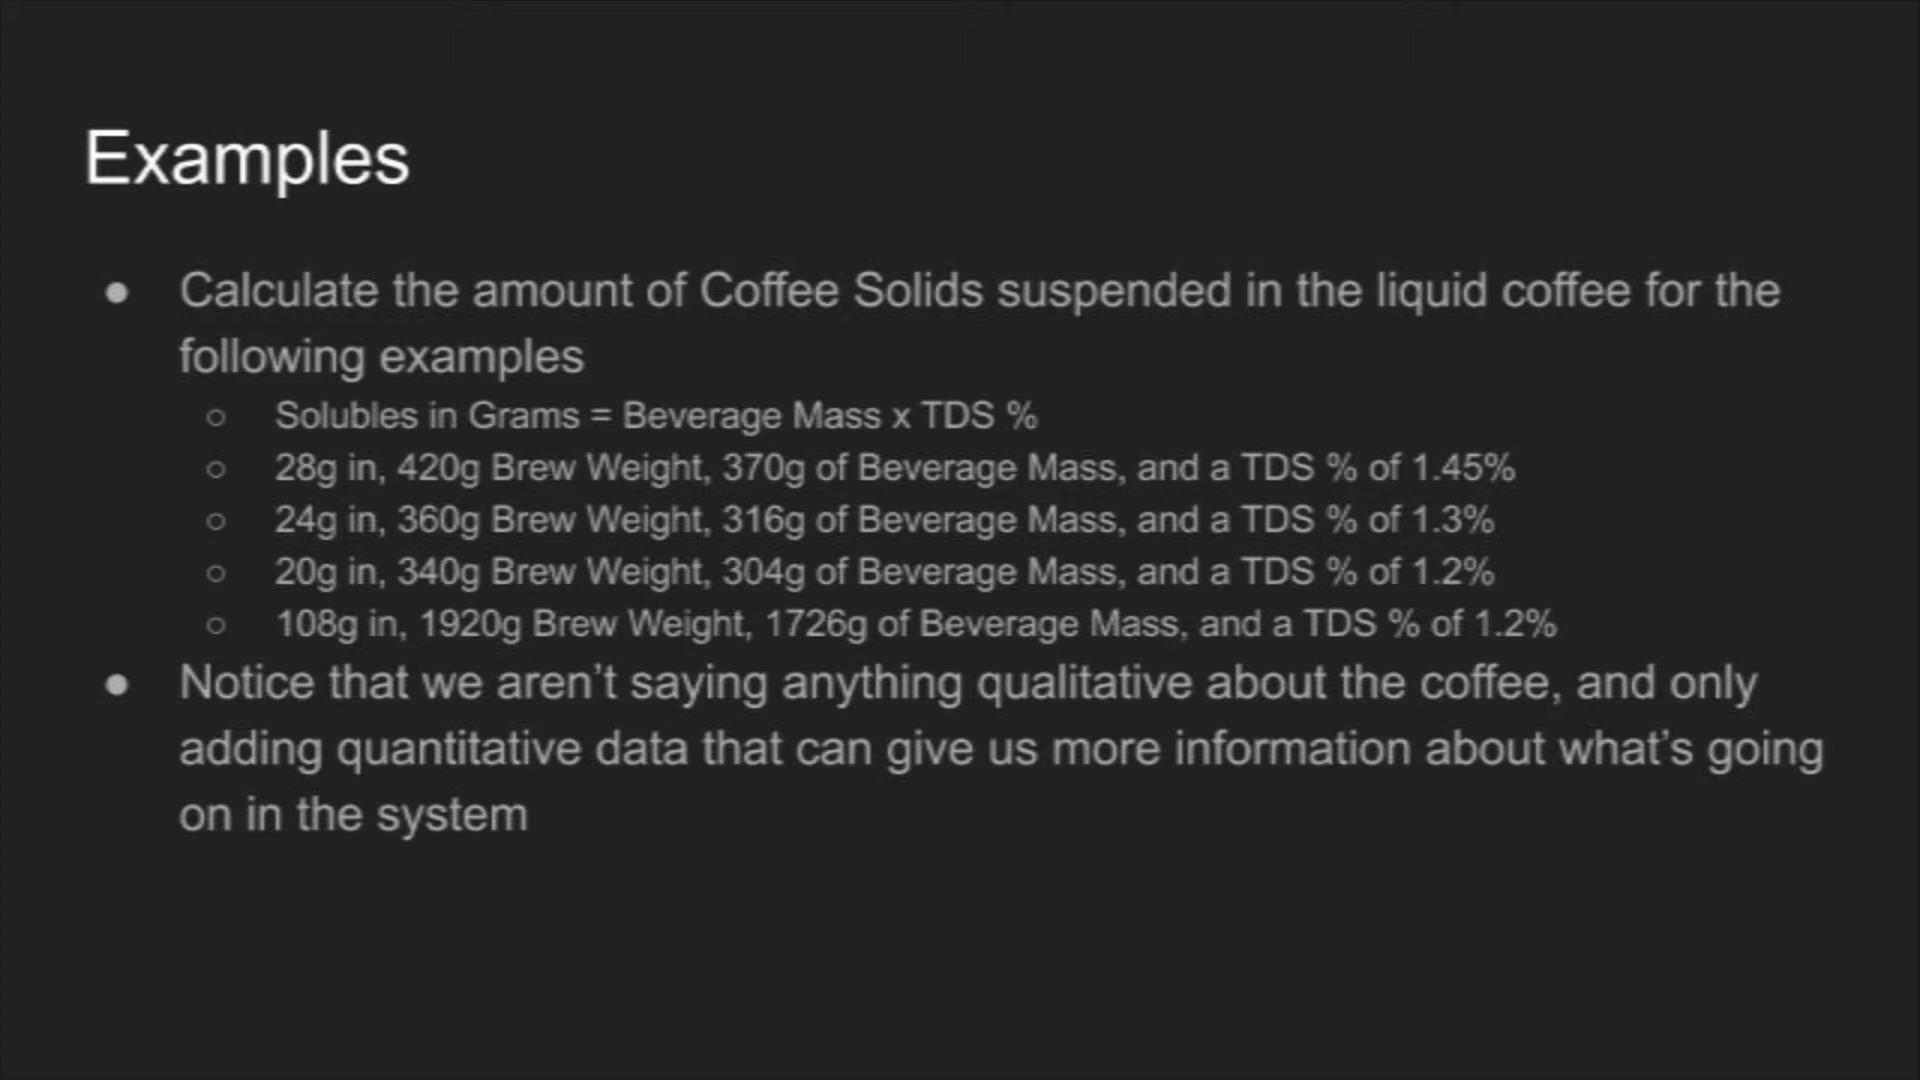 Examples
● Calculate the amount of Coffee Solids suspended in the liquid coffee for the
following examples
○ Solubles in Grams = Beverage Mass x TDS %
○ 28g in, 420g Brew Weight, 370g of Beverage Mass, and a TDS % of 1.45%
○ 24g in, 360g Brew Weight, 316g of Beverage Mass, and a TDS % of 1.3%
○ 20g in, 340g Brew Weight, 304g of Beverage Mass, and a TDS % of 1.2%
○ 108g in, 1920g Brew Weight, 1726g of Beverage Mass, and a TDS % of 1.2%
● Notice that we aren’t saying anything qualitative about the coffee, and only
adding quantitative data that can give us more information about what’s going
on in the system